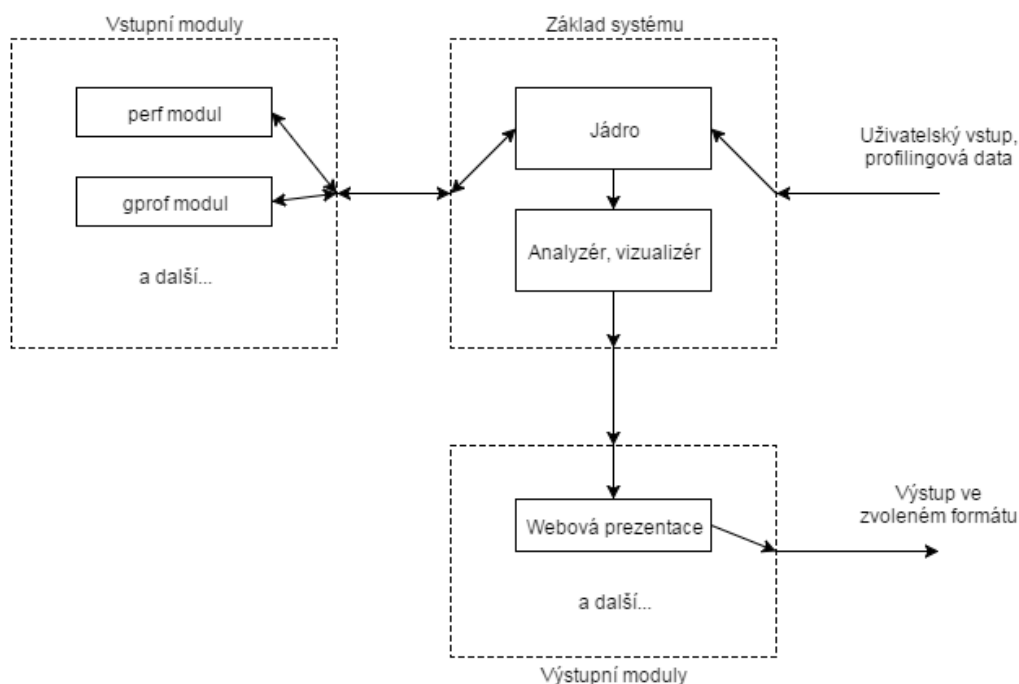 Vstupní moduly
Základ systému
perf modul
Jádro
Uživatelský vstup,
profilingová data
gprof modul
Analyzér, vizualizér
a další...
Webová prezentace
Výstup ve
zvoleném formátu
a další...
Výstupní moduly